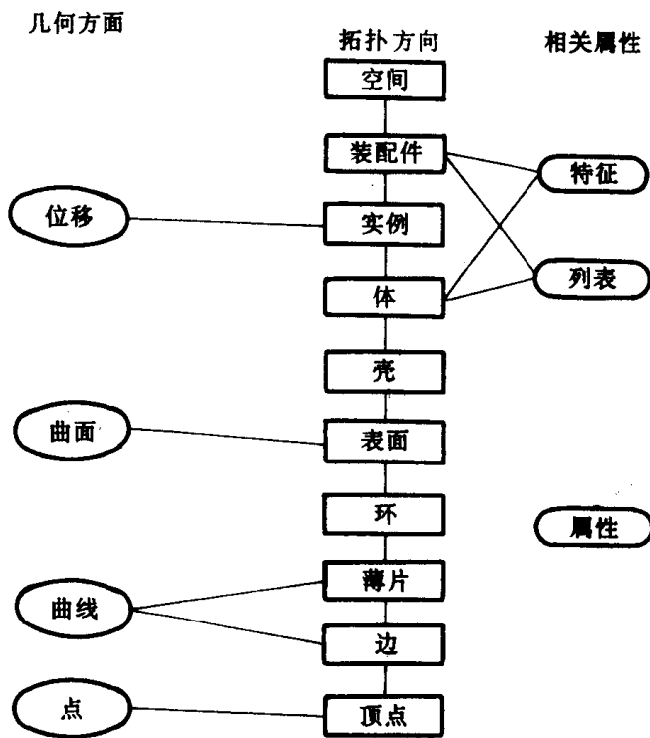 几何方面
拓扑方向
相关属性
空间
装配件
特征
位移
实例
列表
体
壳
曲面
表面
环
属性
薄片
曲线
边
点
顶点